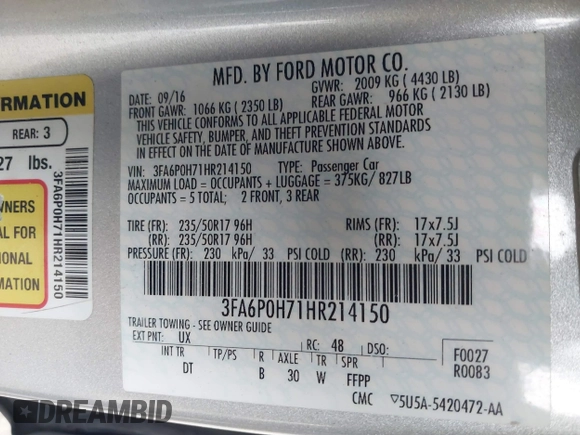 MFD. BY FORD MOTOR CO.
DATE: 09/16 GVWR: 2009 KG ( 4430 LB)
FRONT GAWR: 1066 KG ( 2350 LB) REAR GAWR: 966 KG ( 2130 LB)
THIS VEHICLE CONFORMS TO ALL APPLICABLE FEDERAL MOTOR
VEHICLE SAFETY, BUMPER, AND THEFT PREVENTION STANDARDS
IN EFFECT ON THE DATE OF MANUFACTURE SHOWN ABOVE.
VIN: 3FA6P0H71HR214150 TYPE: Passenger Car
MAXIMUM LOAD = OCCUPANTS + LUGGAGE = 375KG/ 827LB
OCCUPANTS = 5 TOTAL; 2 FRONT, 3 REAR
TIRE (FR): 235/50R17 96H RIMS (FR): 17x7.5J
(RR): 235/50R17 96H (RR): 17x7.5J
PRESSURE (FR): 230 kPa/ 33 PSI COLD (RR): 230 kPa/ 33 PSI COLD
3FA6P0H71HR214150
TRAILER TOWING - SEE OWNER GUIDE
EXT PNT: UX RC: 48 DSO: F0027
R0083
INT TR TP/PS R AXLE TR SPR
DT B 30 W FFPP
CMC 5U5A-5420472-AA
ORMATION
REAR: 3
27 lbs.
WNERS
AL FOR
IONAL
MATION
3FA6P0H71HR214150
DREAMBID